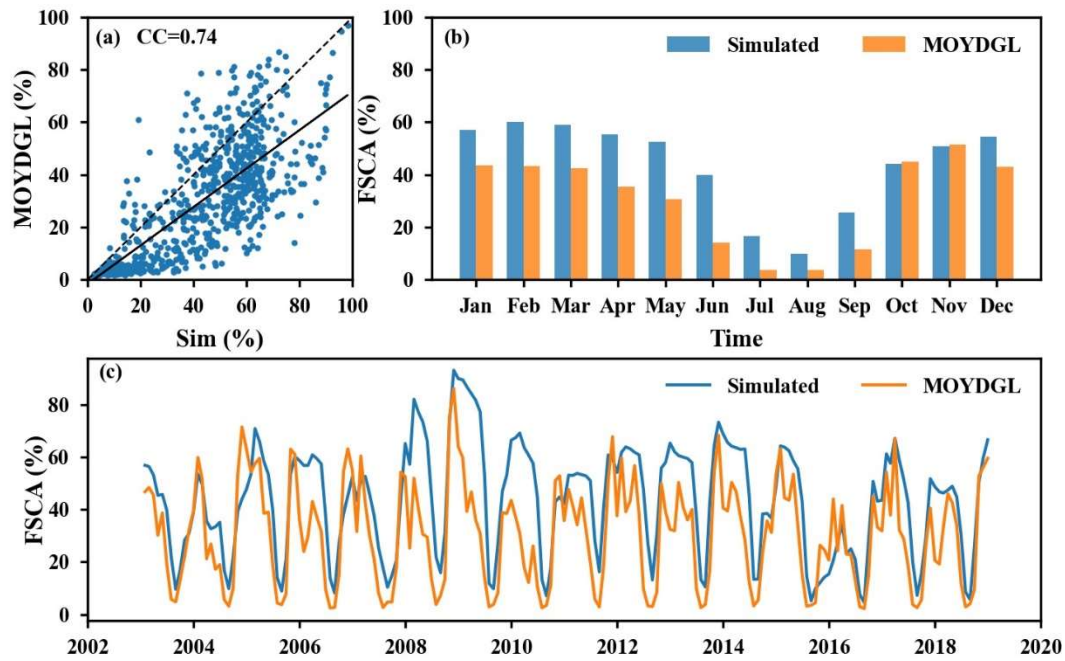 (a) CC=0.74
MOYDGL (%)
100
80
60
40
20
0
0 20 40 60 80 100
Sim (%)
(b) Simulated MOYDGL
FSCA (%)
100
80
60
40
20
0
Jan Feb Mar Apr May Jun Jul Aug Sep Oct Nov Dec
Time
(c) Simulated MOYDGL
FSCA (%)
80
60
40
20
0
2002 2004 2006 2008 2010 2012 2014 2016 2018 2020